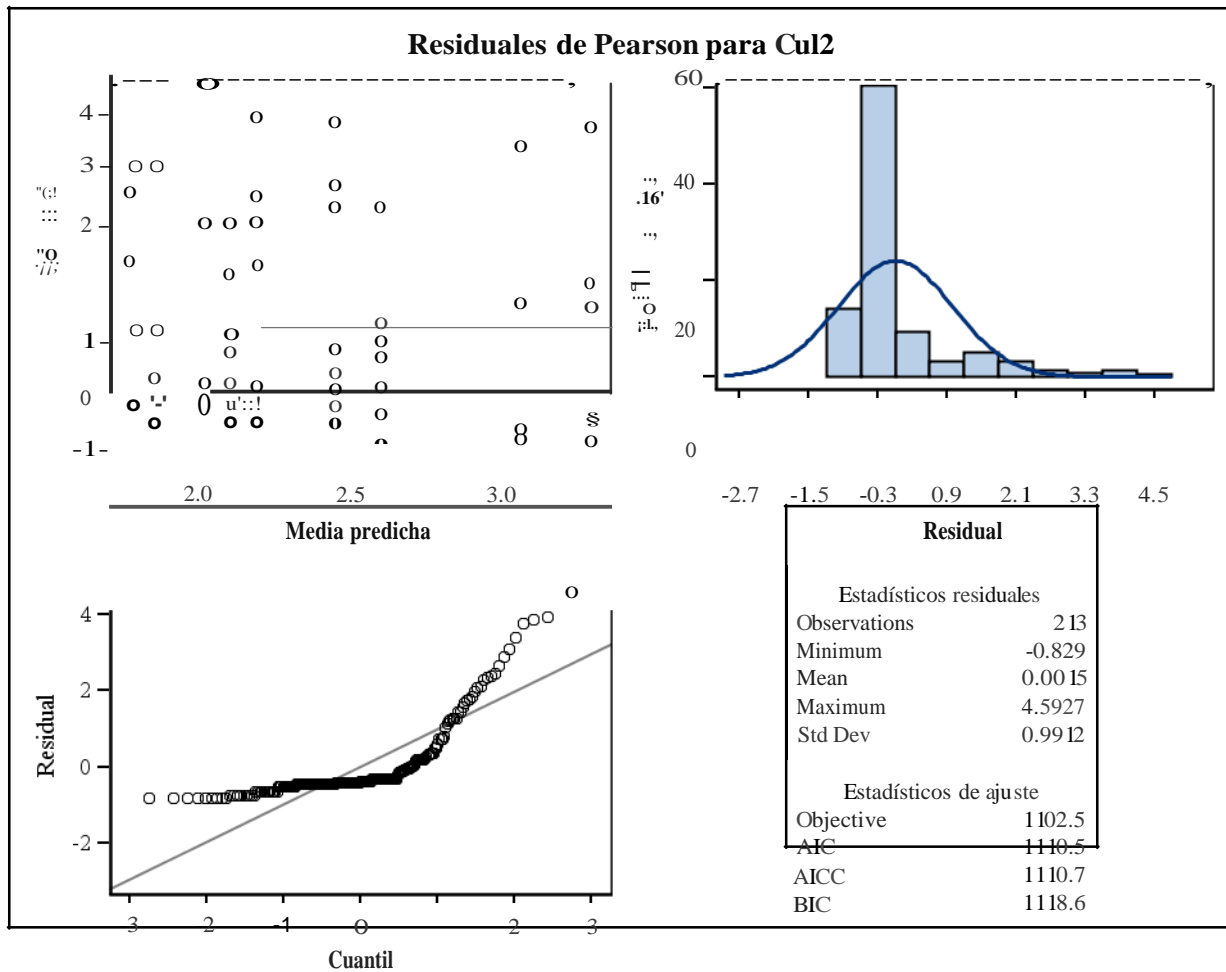 Residuales de Pearson para Cul2
4
3
2
1
0
-1
2.0 2.5 3.0
Media predicha
60
40
20
0
-2.7 -1.5 -0.3 0.9 2.1 3.3 4.5
Residual
4
2
0
-2
Residual
-3 -2 -1 0 2 3
Cuantil
Estadísticos residuales
Observations 213
Minimum -0.829
Mean 0.0015
Maximum 4.5927
Std Dev 0.9912
Estadísticos de ajuste
Objective 1102.5
AIC 1110.5
AICC 1110.7
BIC 1118.6